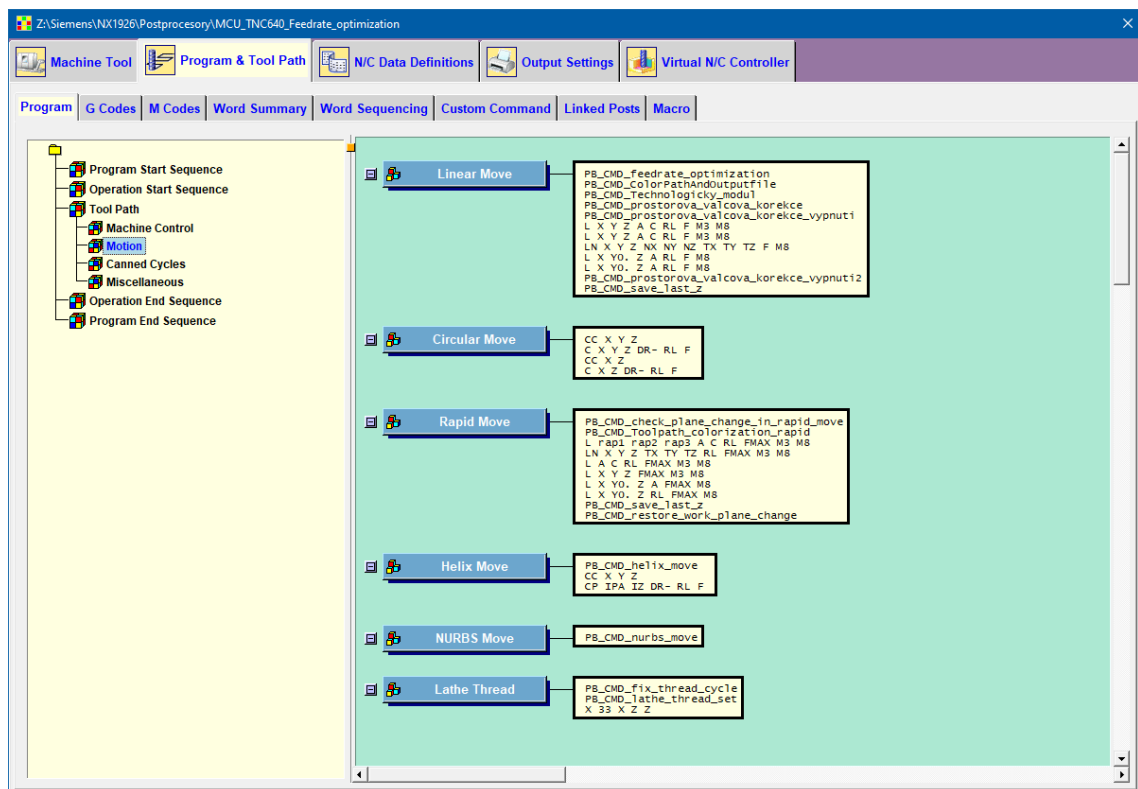 Z:\Siemens\NX1926\Postprocesory\MCU_TNC640_Feedrate_optimization
Machine Tool
Program & Tool Path
N/C Data Definitions
Output Settings
Virtual N/C Controller
Program
G Codes
M Codes
Word Summary
Word Sequencing
Custom Command
Linked Posts
Macro
Program Start Sequence
Operation Start Sequence
Tool Path
Machine Control
Motion
Canned Cycles
Miscellaneous
Operation End Sequence
Program End Sequence
Linear Move
PB_CMD_feedrate_optimization
PB_CMD_ColorPathAndOutputfile
PB_CMD_Technologicky_modul
PB_CMD_prostorova_valcova_korekce
PB_CMD_prostorova_valcova_korekce_vypnuti
L X Y Z A C RL F M3 M8
L X Y Z A C RL F M3 M8
LN X Y Z NX NY NZ TX TY TZ F M8
L X Y0. Z A RL F M8
L X Y0. Z A RL F M8
PB_CMD_prostorova_valcova_korekce_vypnuti2
PB_CMD_save_last_z
Circular Move
CC X Y Z
C X Y Z DR- RL F
CC X Z
C X Z DR- RL F
Rapid Move
PB_CMD_check_plane_change_in_rapid_move
PB_CMD_Toolpath_colorization_rapid
L rap1 rap2 rap3 A C RL FMAX M3 M8
LN X Y Z TX TY TZ RL FMAX M3 M8
L A C RL FMAX M3 M8
L X Y Z FMAX M3 M8
L X Y0. Z A FMAX M8
L X Y0. Z RL FMAX M8
PB_CMD_save_last_z
PB_CMD_restore_work_plane_change
Helix Move
PB_CMD_helix_move
CC X Y Z
CP IPA IZ DR- RL F
NURBS Move
PB_CMD_nurbs_move
Lathe Thread
PB_CMD_fix_thread_cycle
PB_CMD_lathe_thread_set
X 33 X Z Z